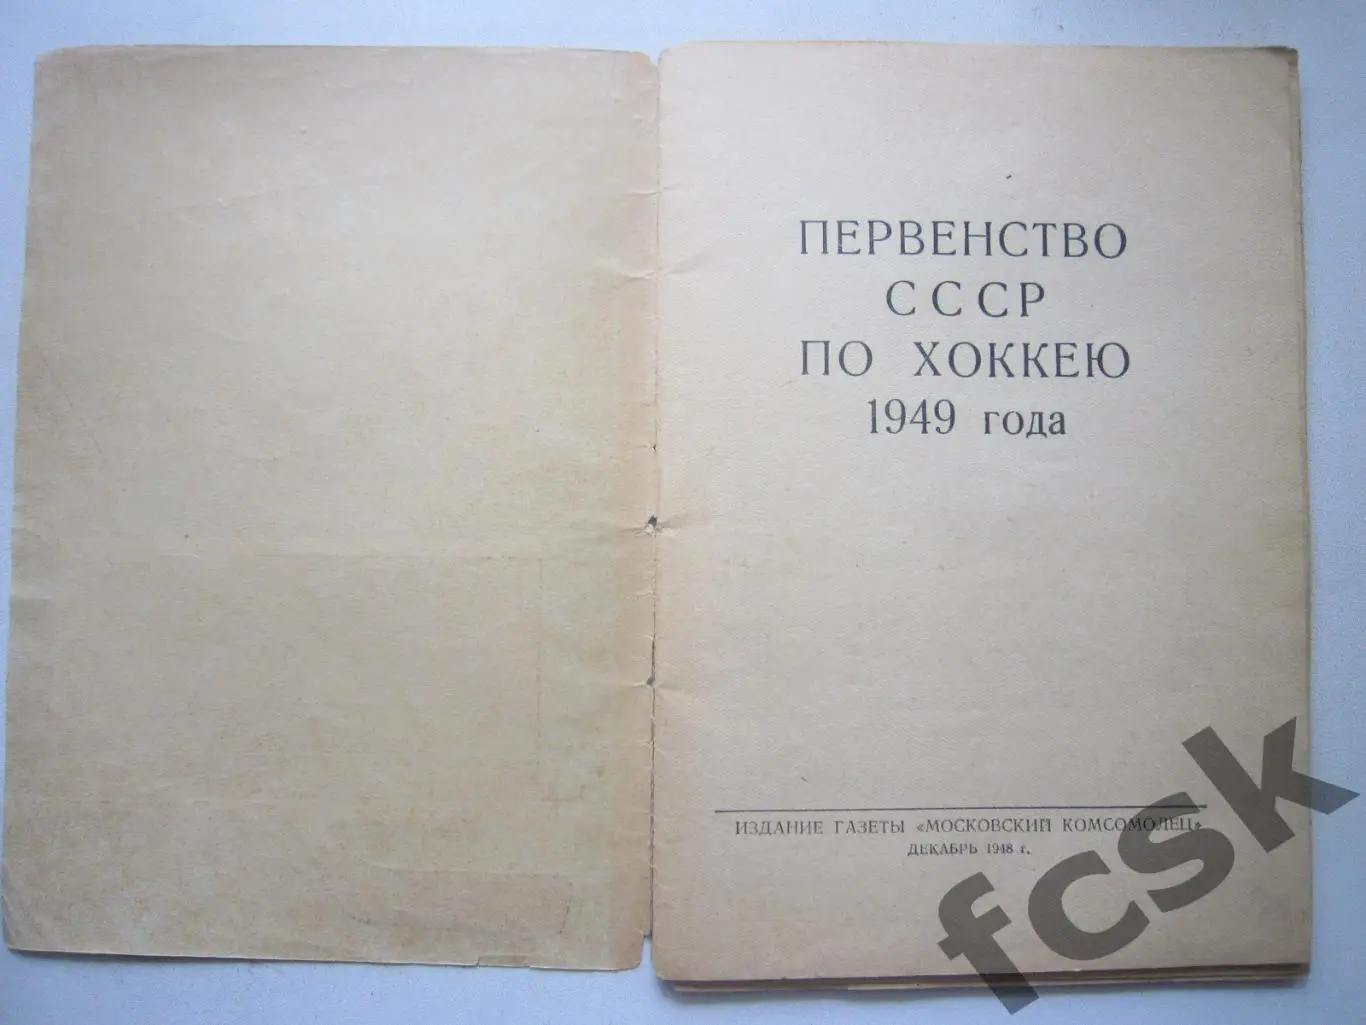 ПЕРВЕНСТВО
СССР
ПО ХОККЕЮ
1949 года
ИЗДАНИЕ ГАЗЕТЫ «МОСКОВСКИЙ КОМСОМОЛЕЦ»
ДЕКАБРЬ 1948 г.
fcsk